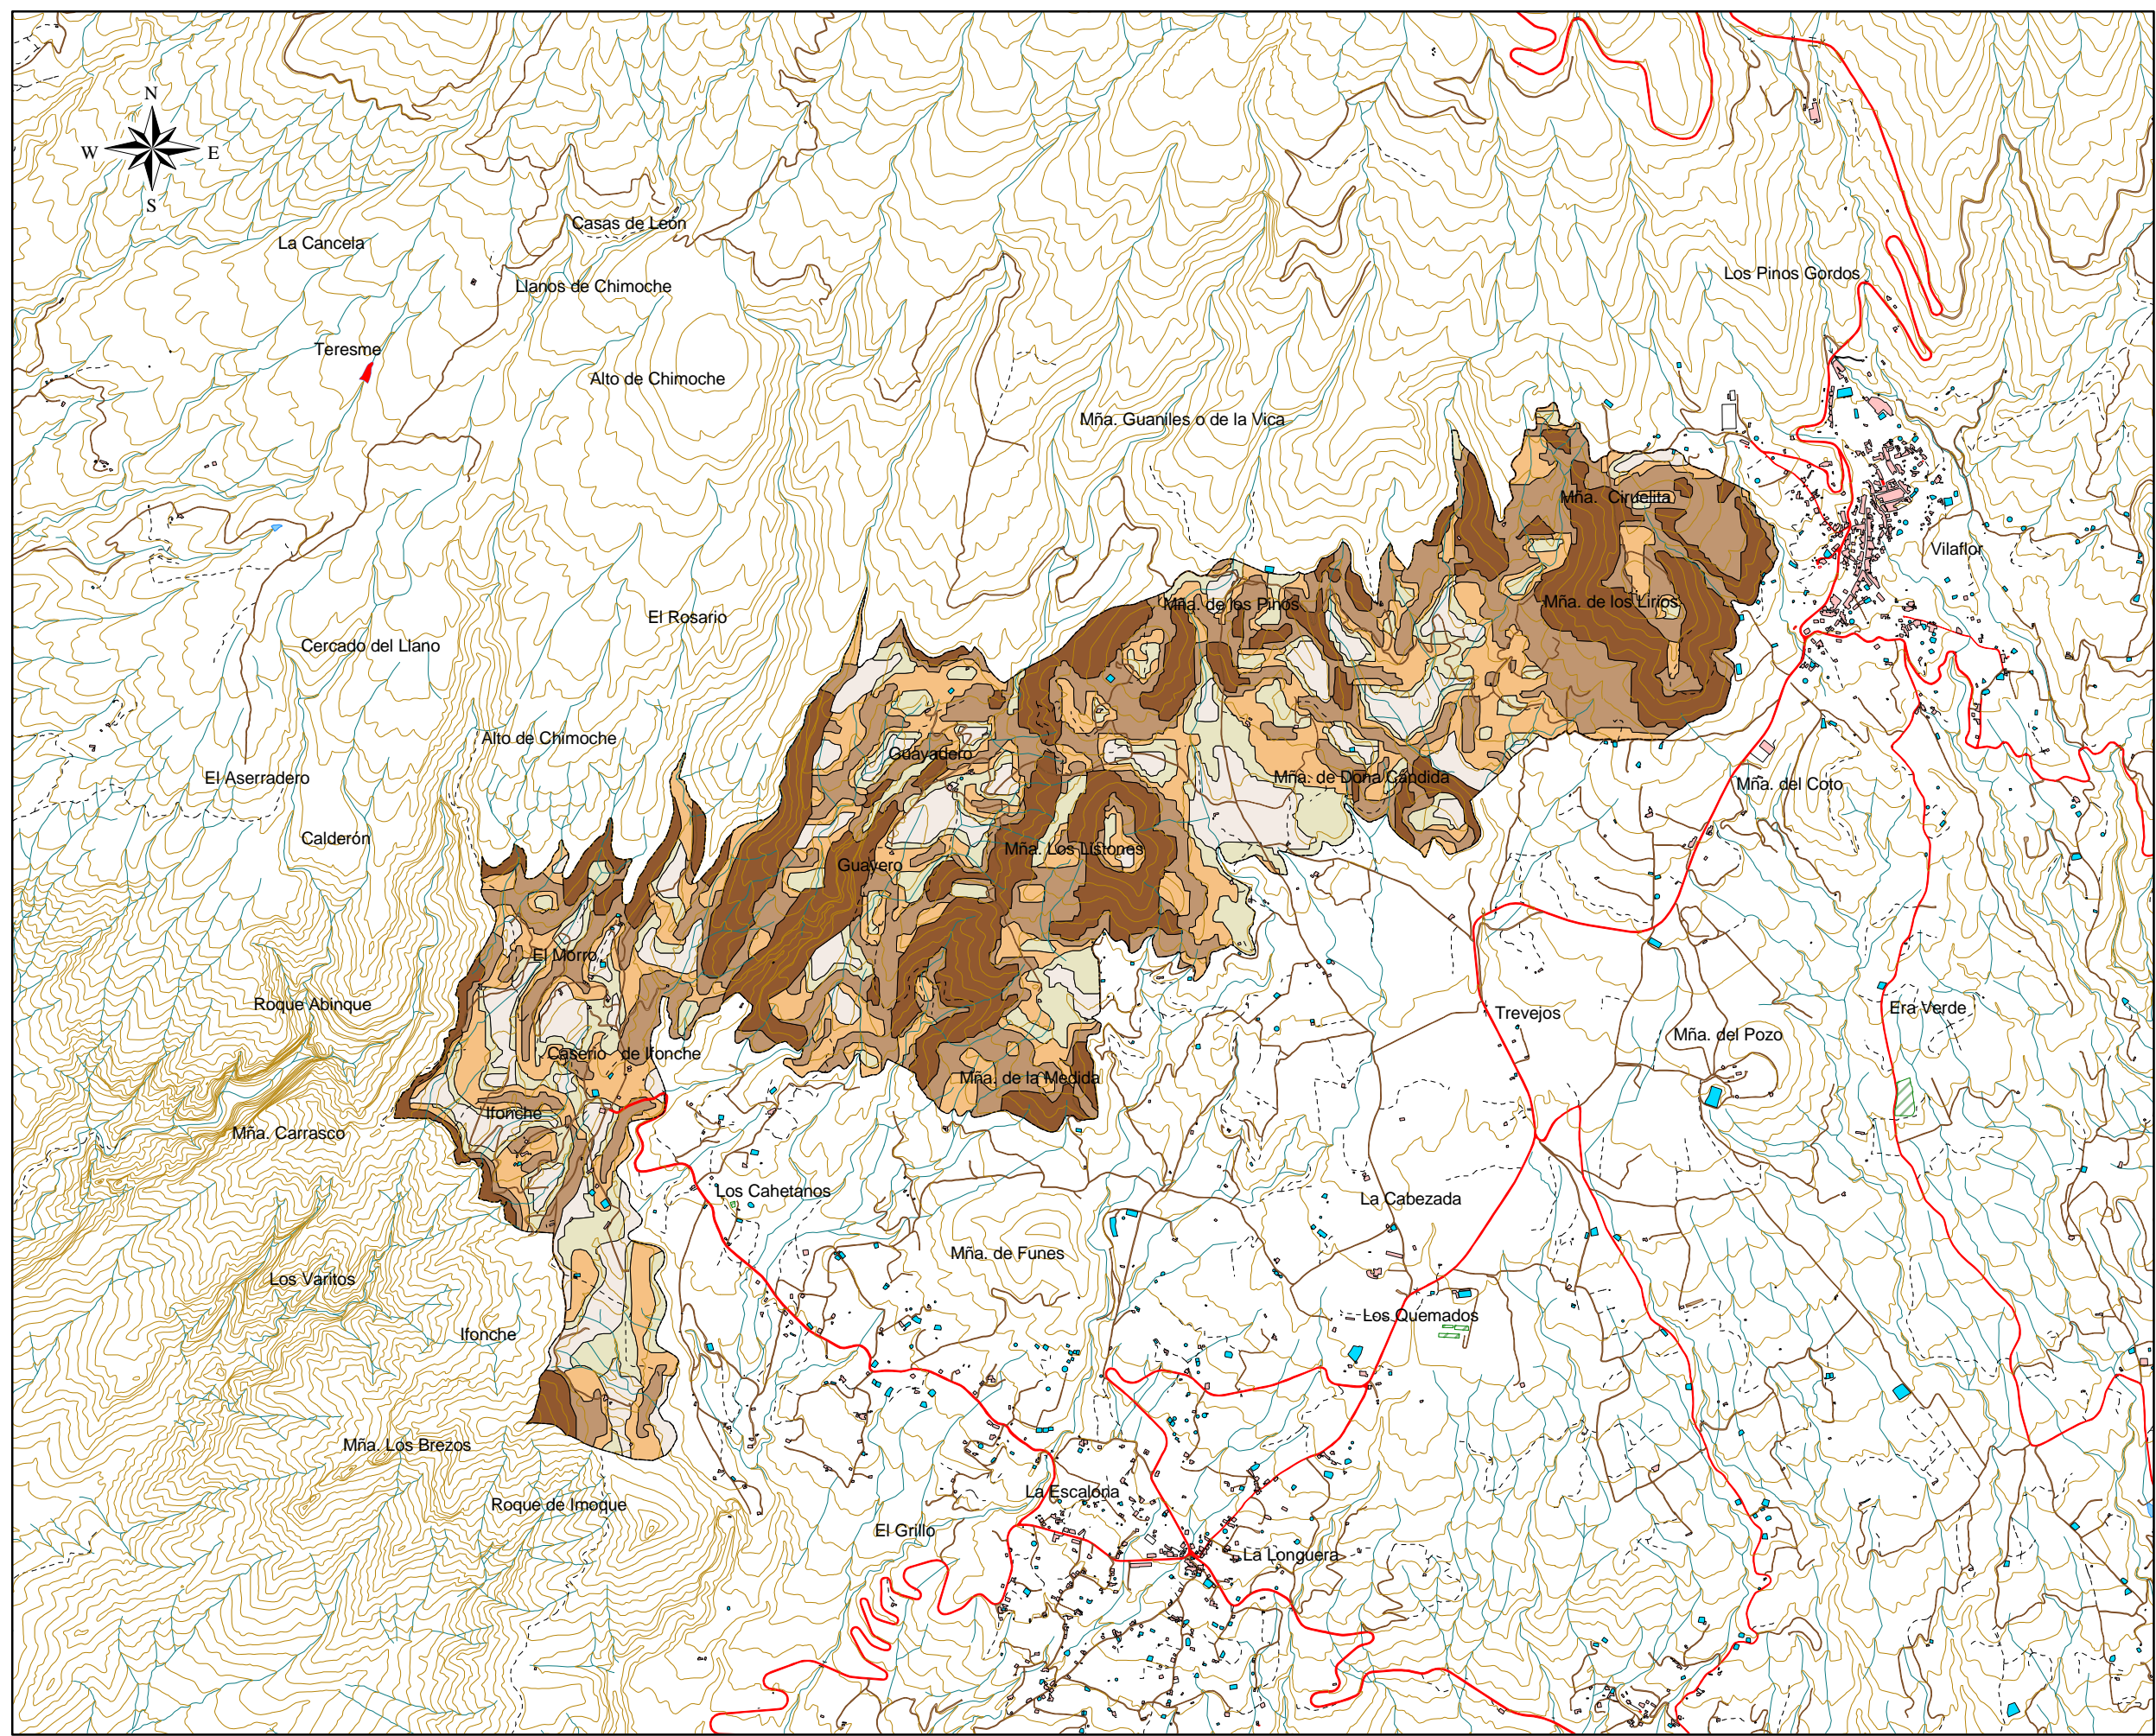 N
W E
S
Casas de León
La Cancela
Los Pinos Gordos
Llanos de Chimoche
Teresme
Alto de Chimoche
Mña. Guaniles o de la Vica
Mña. Ciruelita
Vilaflor
Mña. de los Pinos
Mña. de los Lirios
El Rosario
Cercado del Llano
Alto de Chimoche
Guayadero
El Aserradero
Mña. de Doña Cándida
Mña. del Coto
Calderón
Mña. Los Listones
Guayero
El Morro
Roque Abinque
Trevejos
Era Verde
Mña. del Pozo
Caserío de Ifonche
Mña. de la Medida
Ifonche
Mña. Carrasco
Los Cahetanos
La Cabezada
Mña. de Funes
Los Varitos
Los Quemados
Ifonche
Mña. Los Brezos
La Escalona
Roque de Imoque
El Grillo
La Longuera